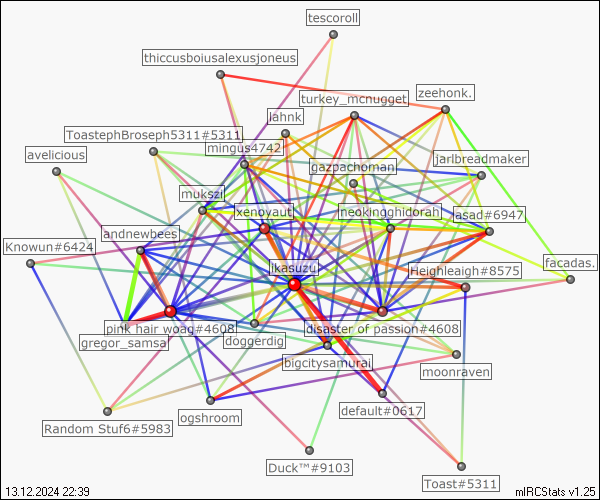 tescoroll
thiccusboiusalexusjoneus
zeehonk.
turkey_mcnugget
lahnk
ToastephBroseph5311#5311
mingus4742
avelicious
jarlbreadmaker
gazpachoman
mukszi
xenoyaut
neokingghidorah
lasad#6947
andnewbees
Knowun#6424
ikasuzu
Heighleaigh#8575
facadas.
pink hair woag#4608
disaster of passion#4608
gregor_samsa
doggerdig
bigcitysamurai
moonraven
ogshroom
default#0617
Random Stuf6#5983
Duck™#9103
Toast#5311
13.12.2024 22:39
mIRCStats v1.25